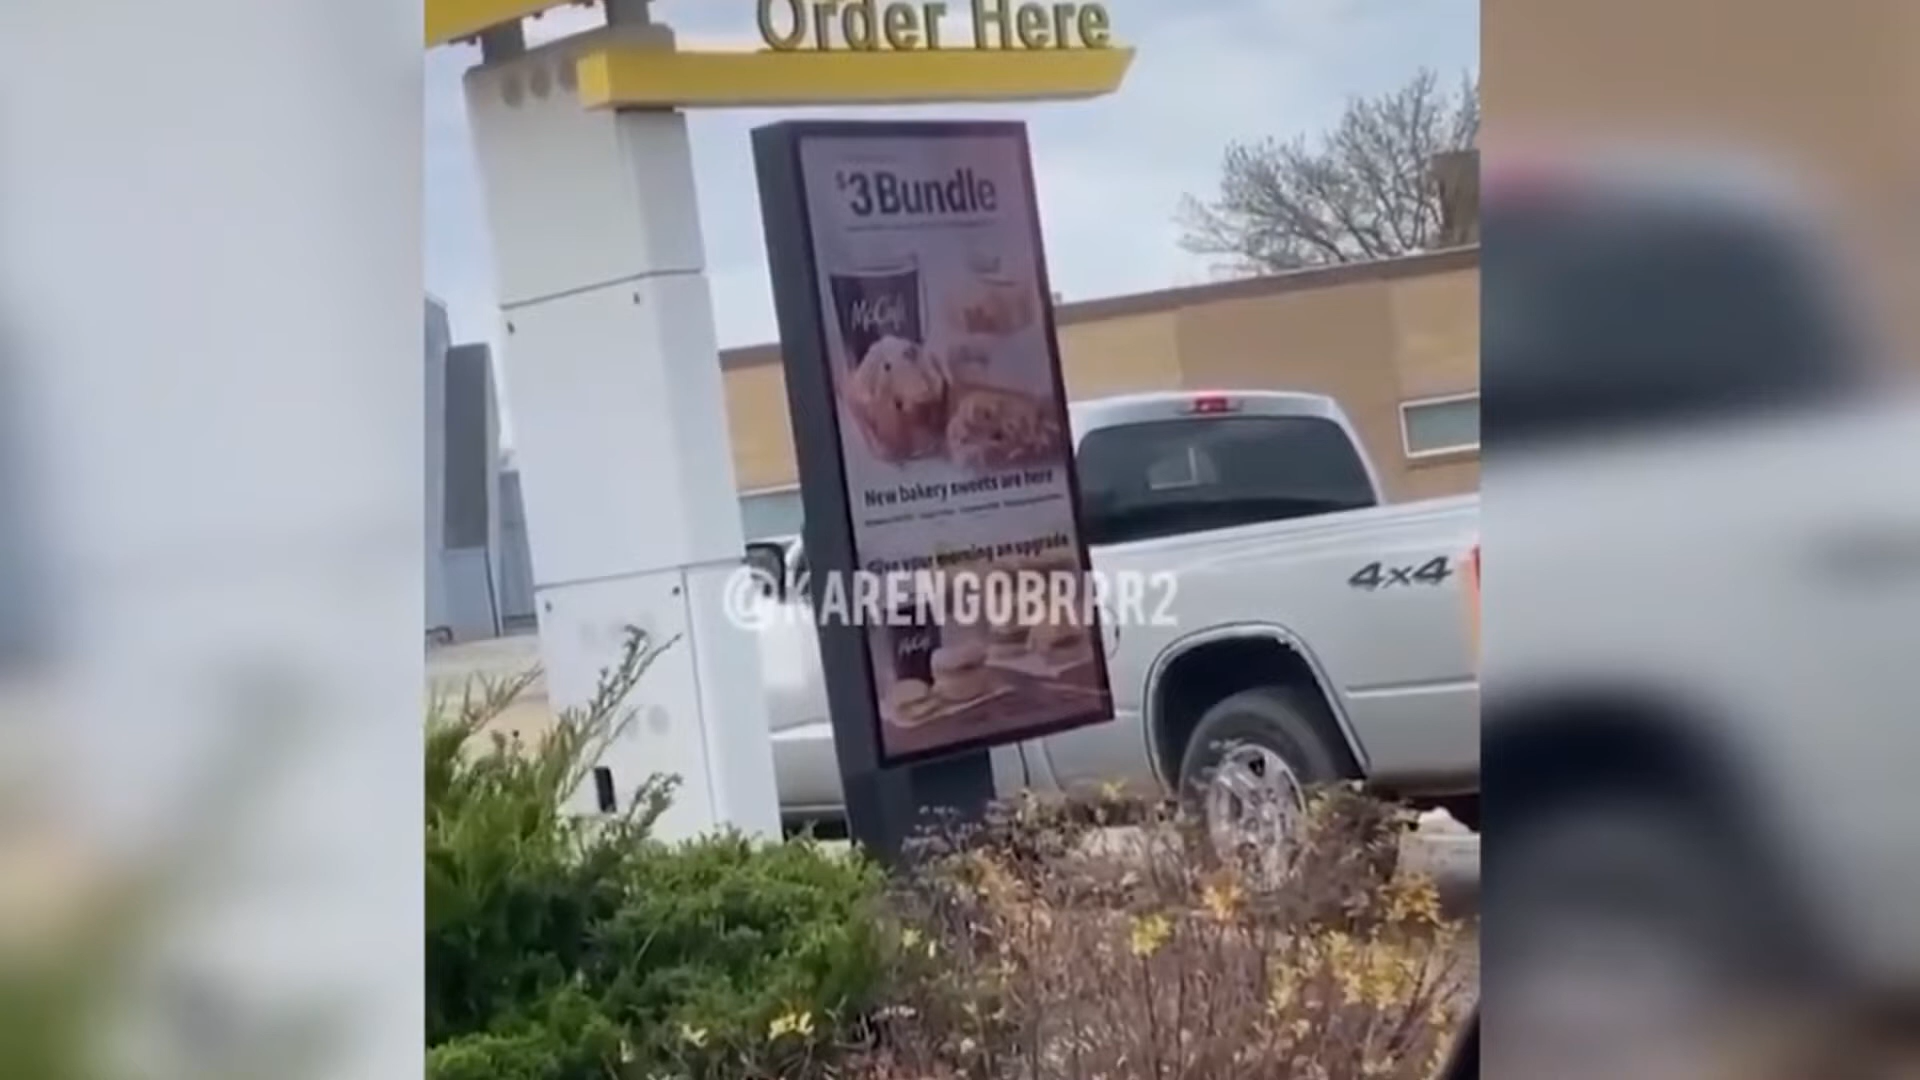 Order Here
$3 Bundle
McCafé
New bakery sweets are here
Give your morning an upgrade
@KARENGOBRRR2
4x4
McCafé